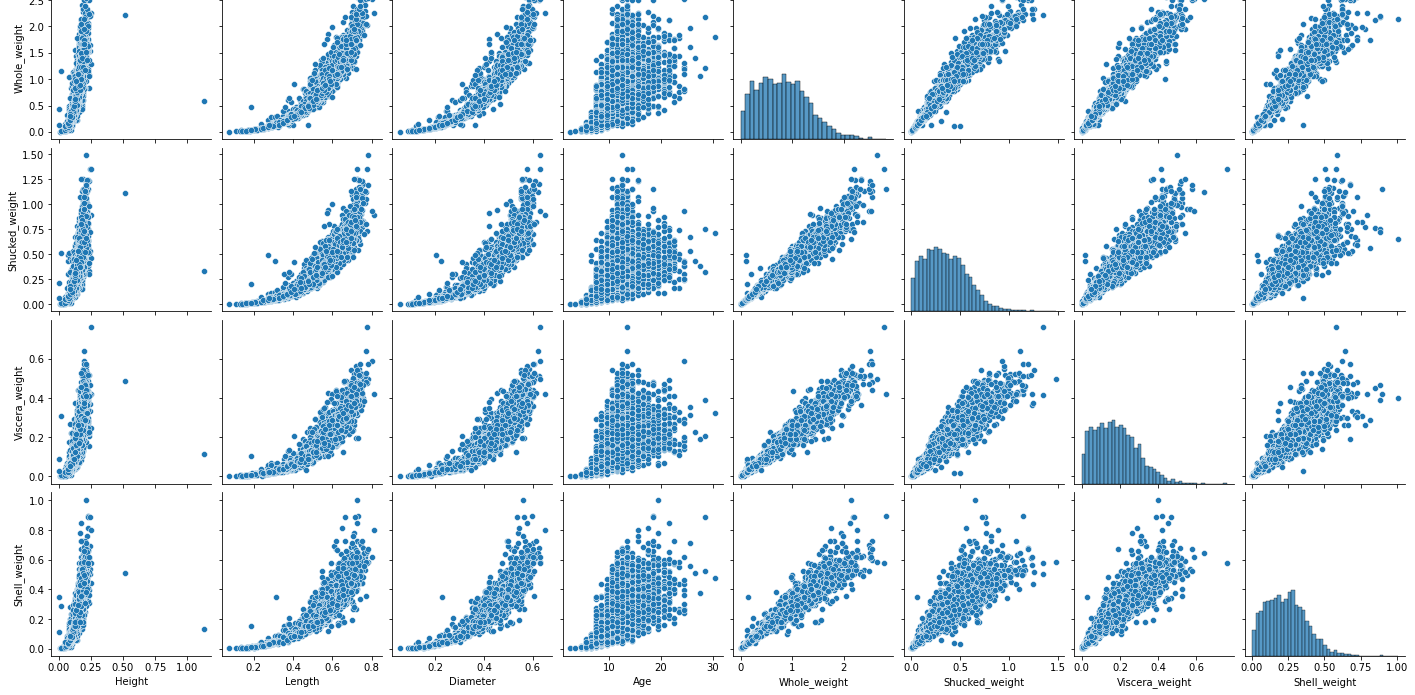 2.5
2.0
1.5
1.0
0.5
0.0
Whole_weight
1.50
1.25
1.00
0.75
0.50
0.25
0.00
Shucked_weight
0.6
0.4
0.2
0.0
Viscera_weight
1.0
0.8
0.6
0.4
0.2
0.0
Shell_weight
0.00 0.25 0.50 0.75 1.00
Height
0.2 0.4 0.6 0.8
Length
0.2 0.4 0.6
Diameter
10 20 30
Age
0 1 2
Whole_weight
0.0 0.5 1.0 1.5
Shucked_weight
0.0 0.2 0.4 0.6
Viscera_weight
0.00 0.25 0.50 0.75 1.00
Shell_weight